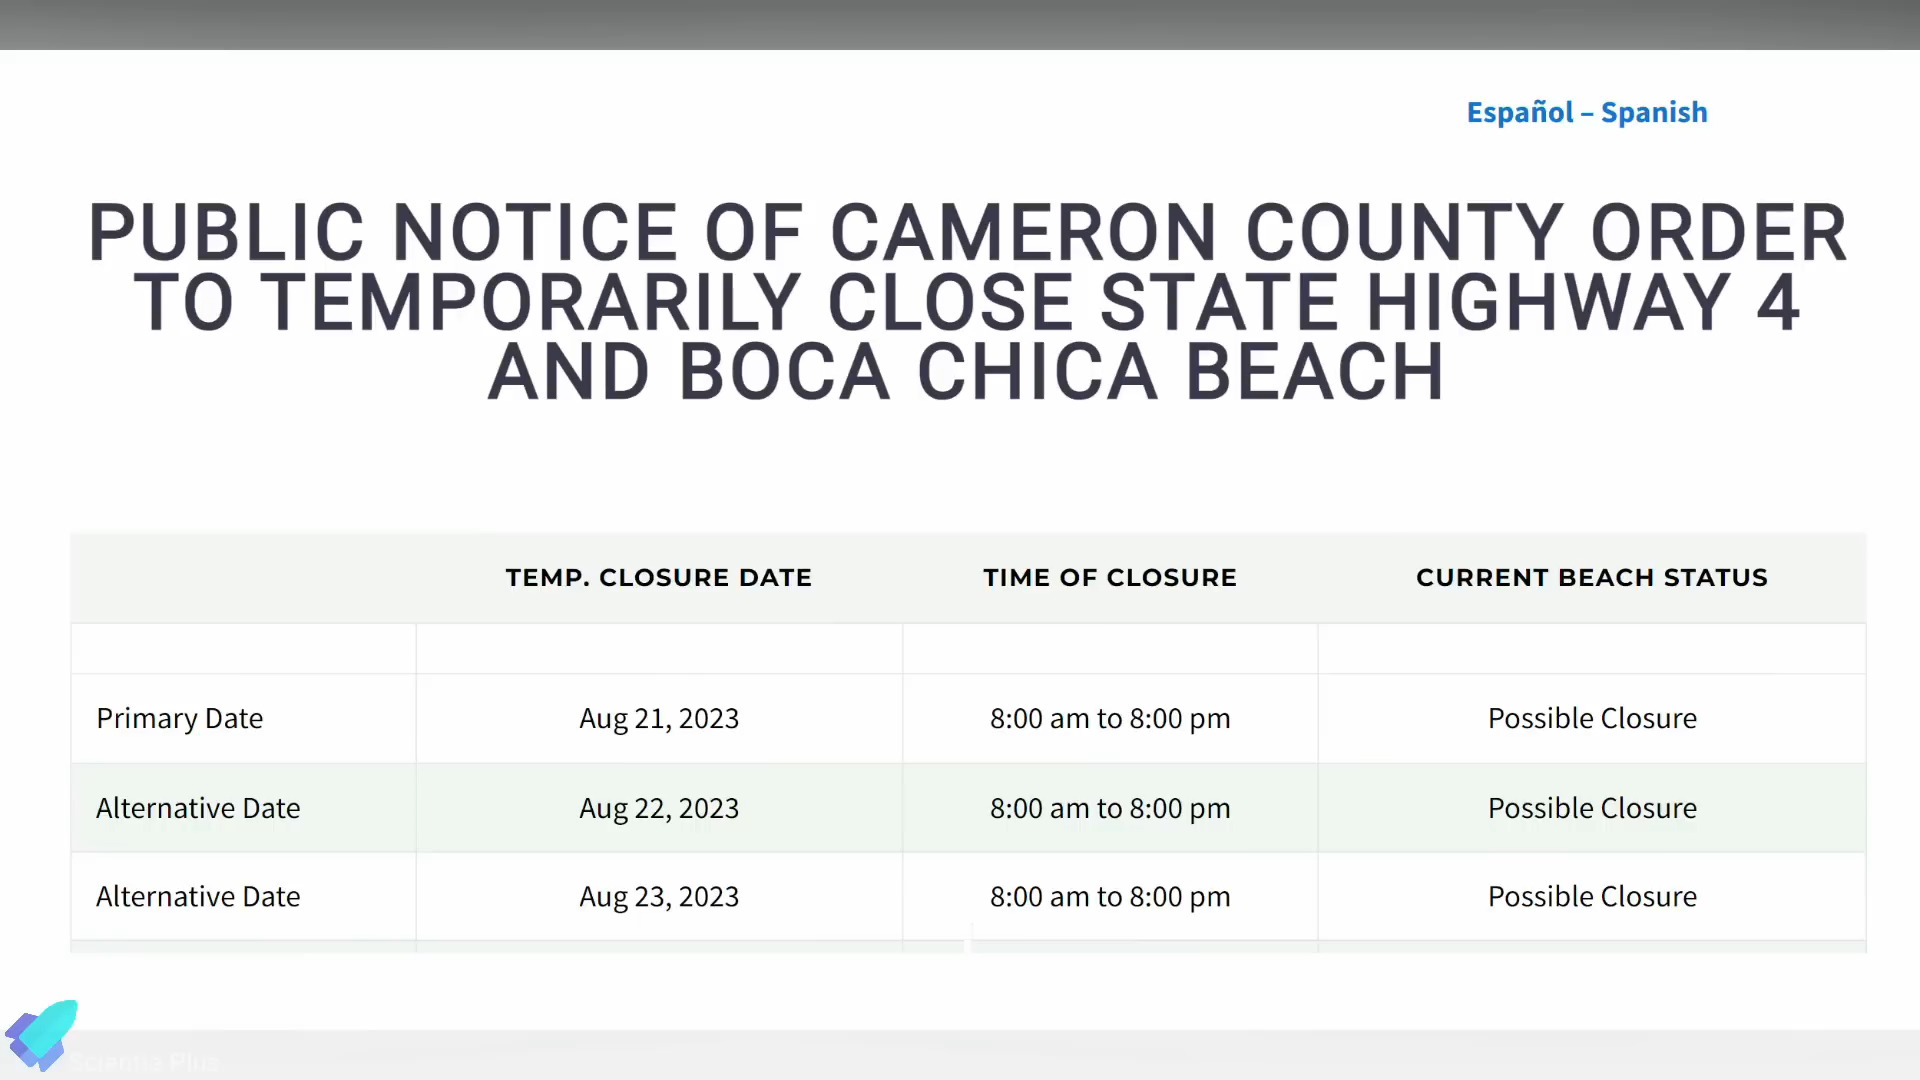 Español – Spanish
PUBLIC NOTICE OF CAMERON COUNTY ORDER
TO TEMPORARILY CLOSE STATE HIGHWAY 4
AND BOCA CHICA BEACH
TEMP. CLOSURE DATE TIME OF CLOSURE CURRENT BEACH STATUS
Primary Date Aug 21, 2023 8:00 am to 8:00 pm Possible Closure
Alternative Date Aug 22, 2023 8:00 am to 8:00 pm Possible Closure
Alternative Date Aug 23, 2023 8:00 am to 8:00 pm Possible Closure
Scientia Plus